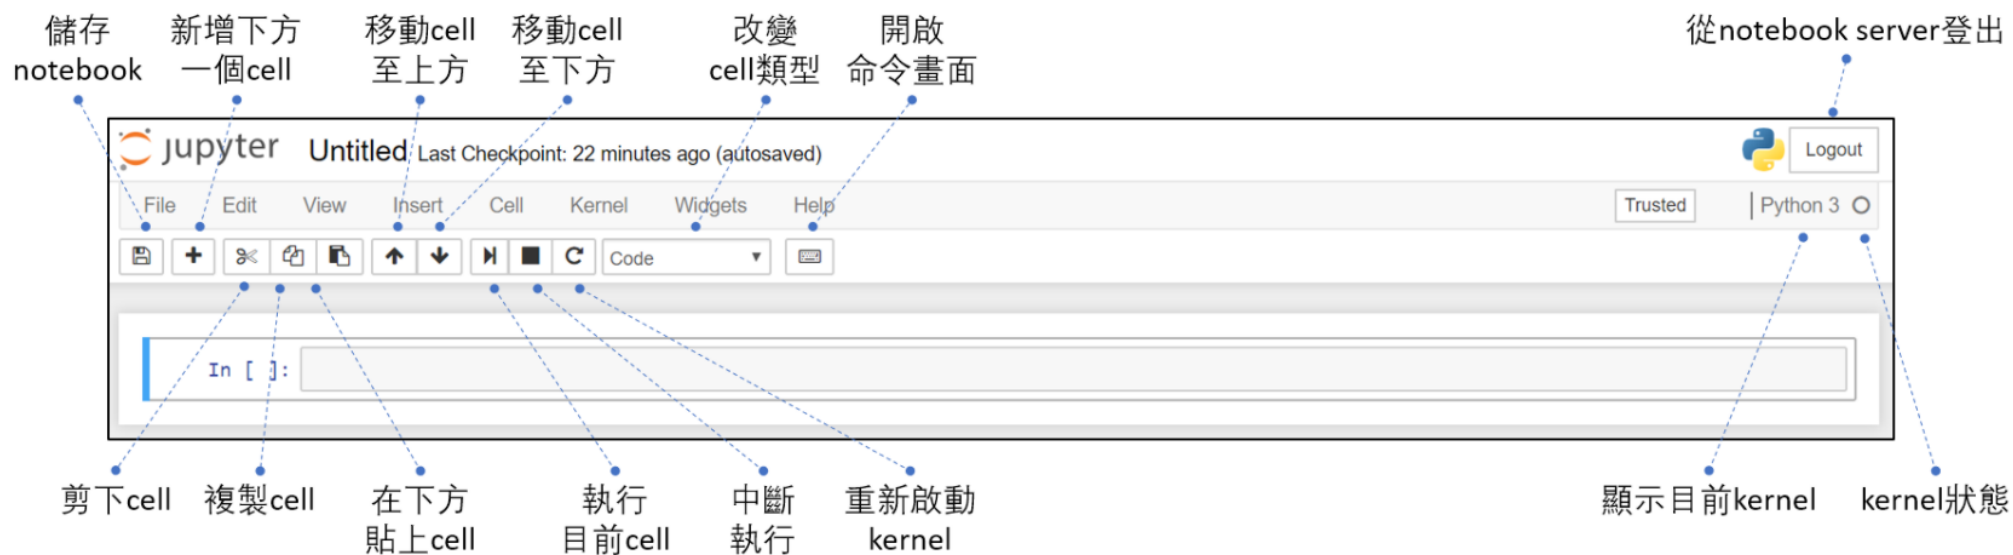 儲存
notebook
新增下方
一個cell
移動cell
至上方
移動cell
至下方
改變
cell類型
開啟
命令畫面
從notebook server登出
jupyter Untitled Last Checkpoint: 22 minutes ago (autosaved)
Logout
File Edit View Insert Cell Kernel Widgets Help
Trusted
Python 3
Code
In [ ]:
剪下cell
複製cell
在下方
貼上cell
執行
目前cell
中斷
執行
重新啟動
kernel
顯示目前kernel
kernel狀態